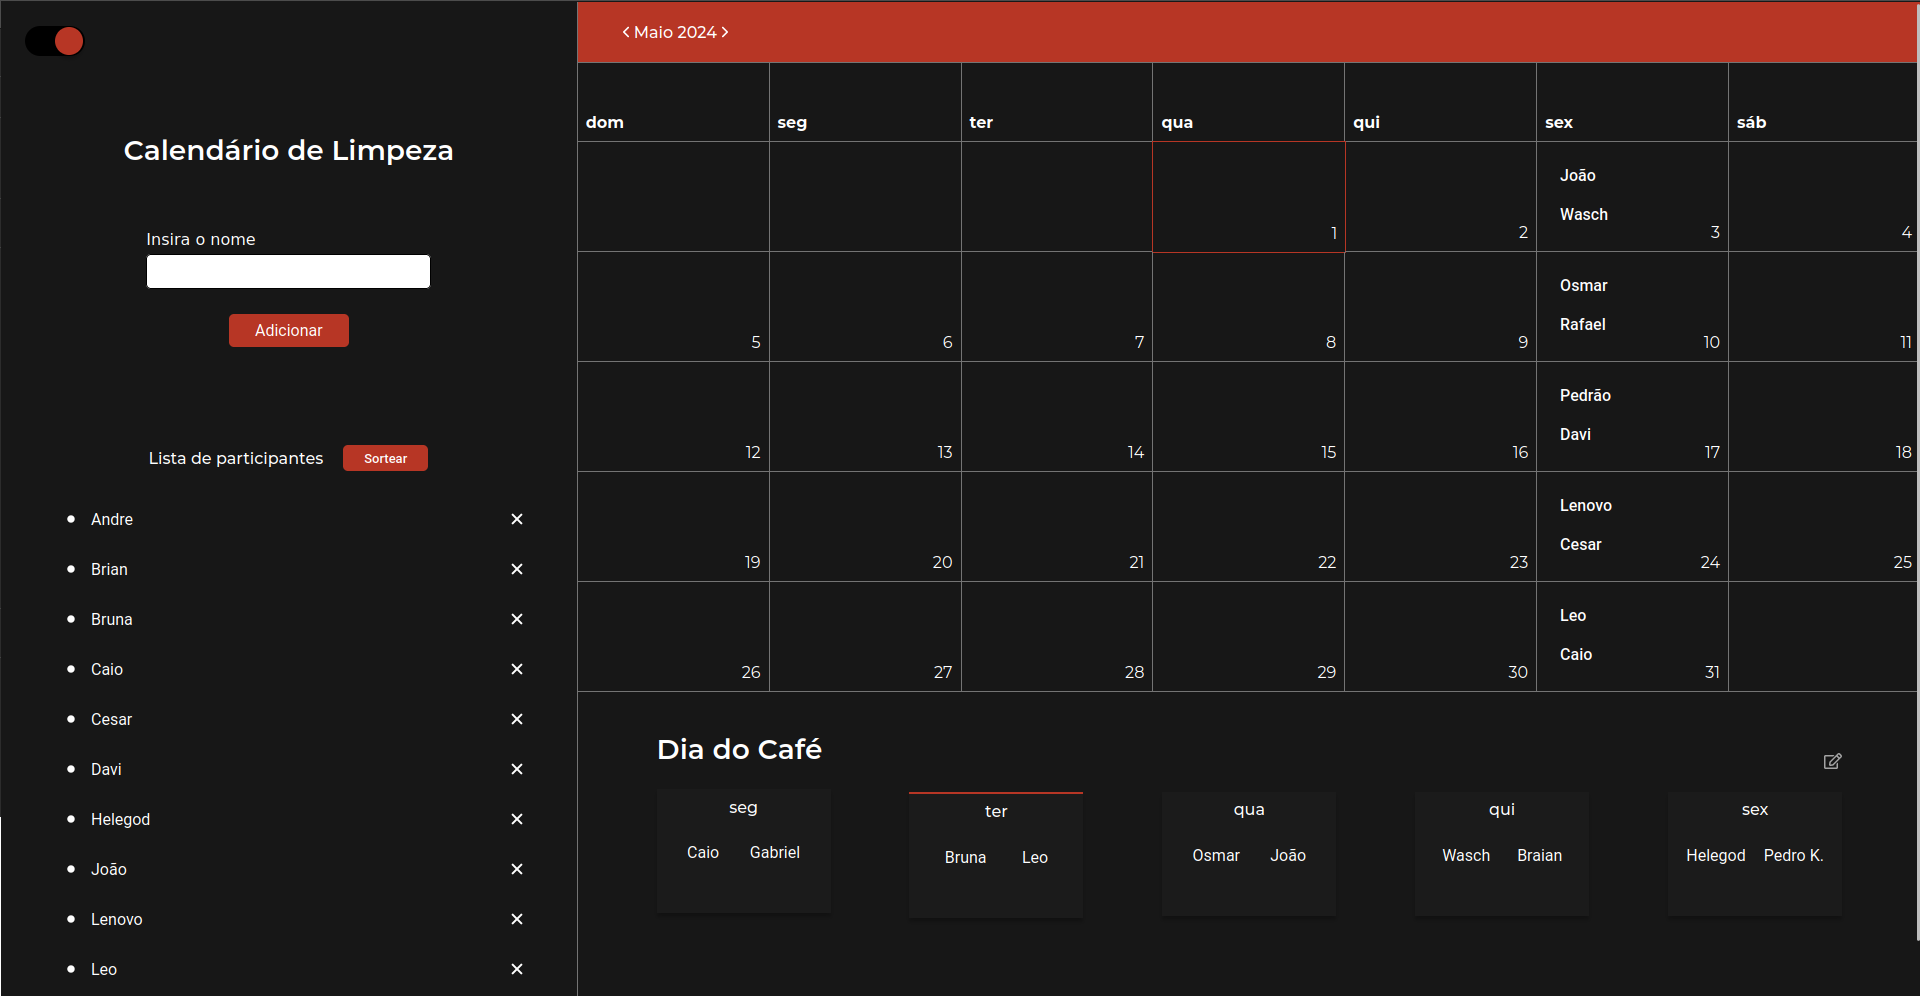 Calendário de Limpeza
Insira o nome
Adicionar
Lista de participantes Sortear
Andre
Brian
Bruna
Caio
Cesar
Davi
Helegod
João
Lenovo
Leo
Maio 2024
dom seg ter qua qui sex sáb
João
Wasch
1 2 3 4
Osmar
Rafael
5 6 7 8 9 10 11
Pedrão
Davi
12 13 14 15 16 17 18
Lenovo
Cesar
19 20 21 22 23 24 25
Leo
Caio
26 27 28 29 30 31
Dia do Café
seg
Caio Gabriel
ter
Bruna Leo
qua
Osmar João
qui
Wasch Braian
sex
Helegod Pedro K.